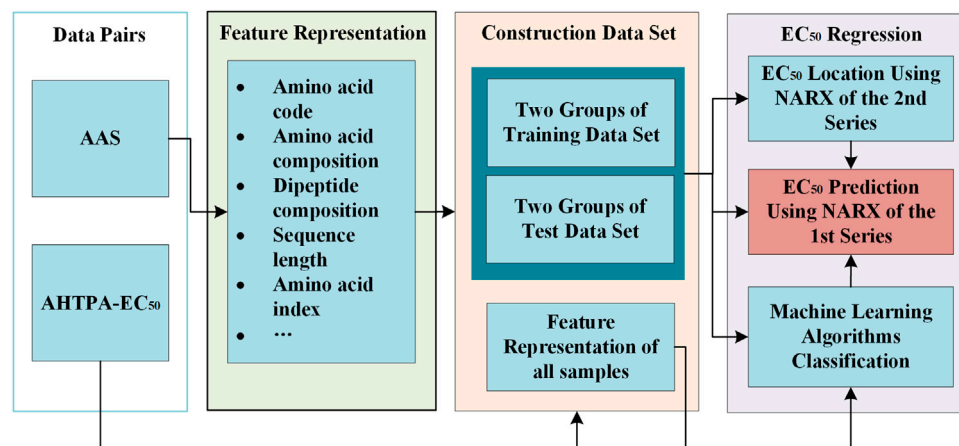 Data Pairs
AAS
AHTPA-EC₅₀
Feature Representation
• Amino acid
code
• Amino acid
composition
• Dipeptide
composition
• Sequence
length
• Amino acid
index
• …
Construction Data Set
Two Groups of
Training Data Set
Two Groups of
Test Data Set
Feature
Representation of
all samples
EC₅₀ Regression
EC₅₀ Location Using
NARX of the 2nd
Series
EC₅₀ Prediction
Using NARX of the
1st Series
Machine Learning
Algorithms
Classification